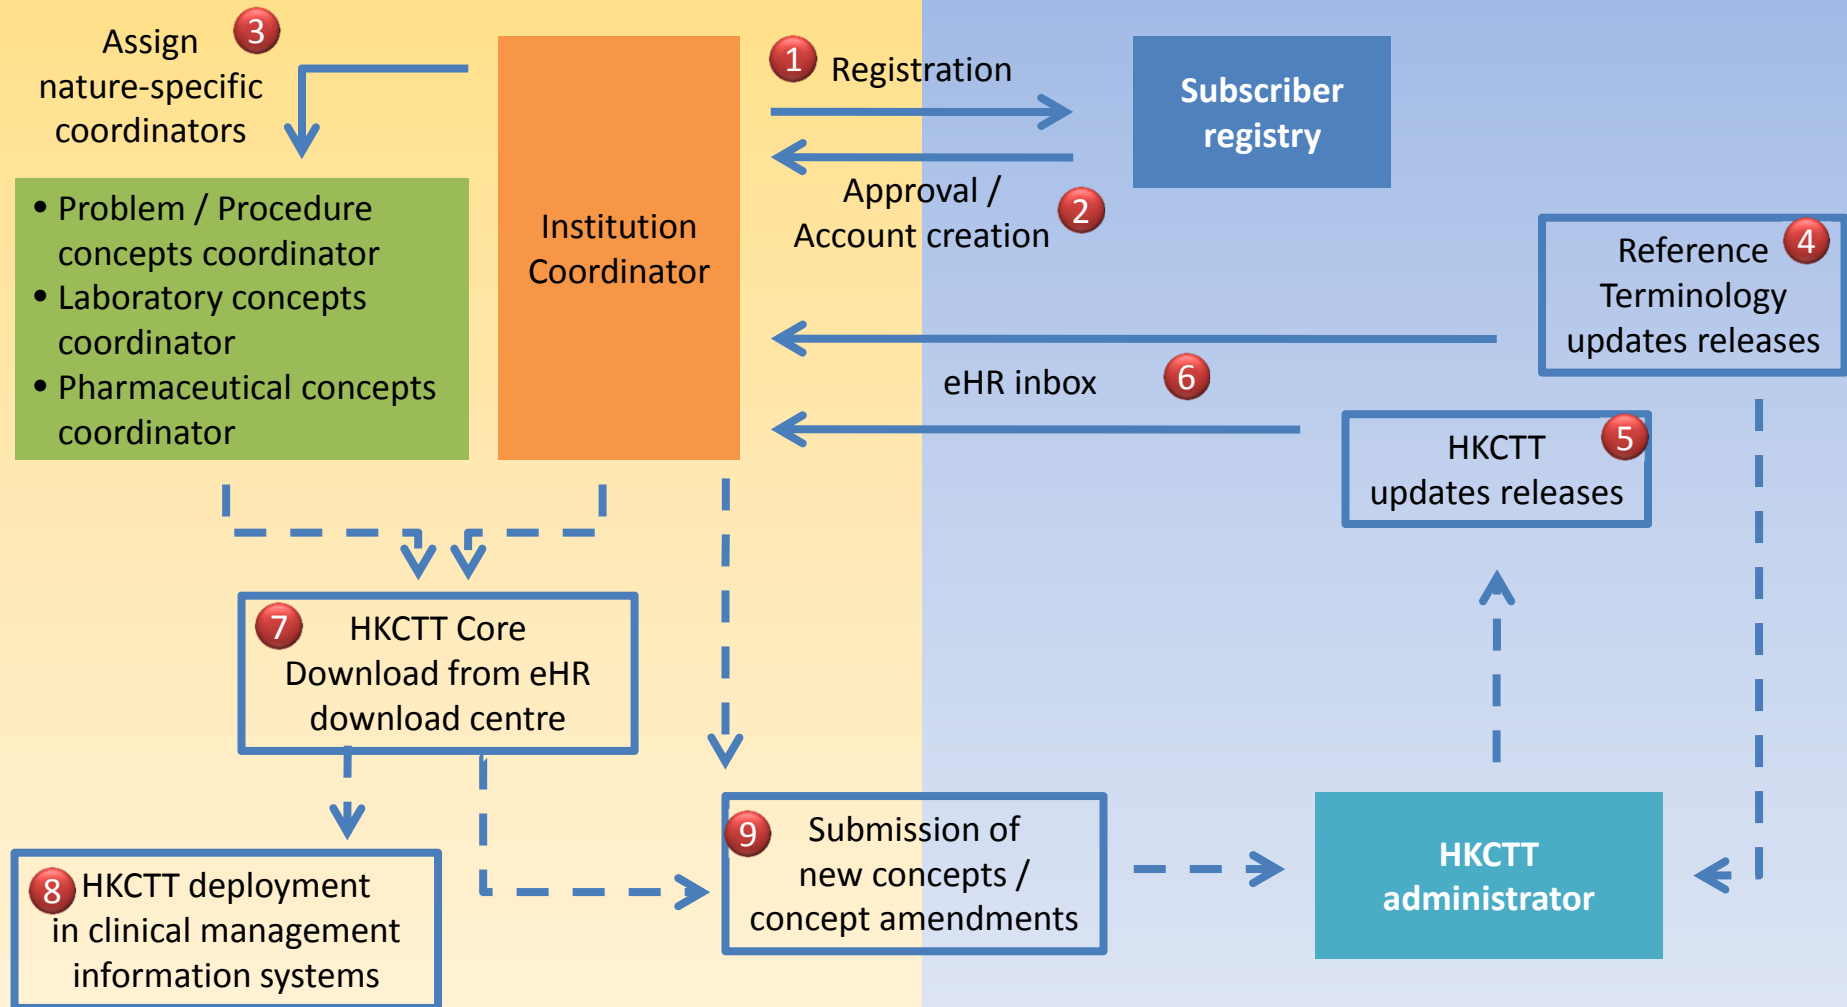 Assign
nature-specific
coordinators
3
• Problem / Procedure
concepts coordinator
• Laboratory concepts
coordinator
• Pharmaceutical concepts
coordinator
Institution
Coordinator
1
Registration
Approval /
Account creation
2
Subscriber
registry
Reference
Terminology
updates releases
4
eHR inbox
6
HKCTT
updates releases
5
7
HKCTT Core
Download from eHR
download centre
8
HKCTT deployment
in clinical management
information systems
9
Submission of
new concepts /
concept amendments
HKCTT
administrator